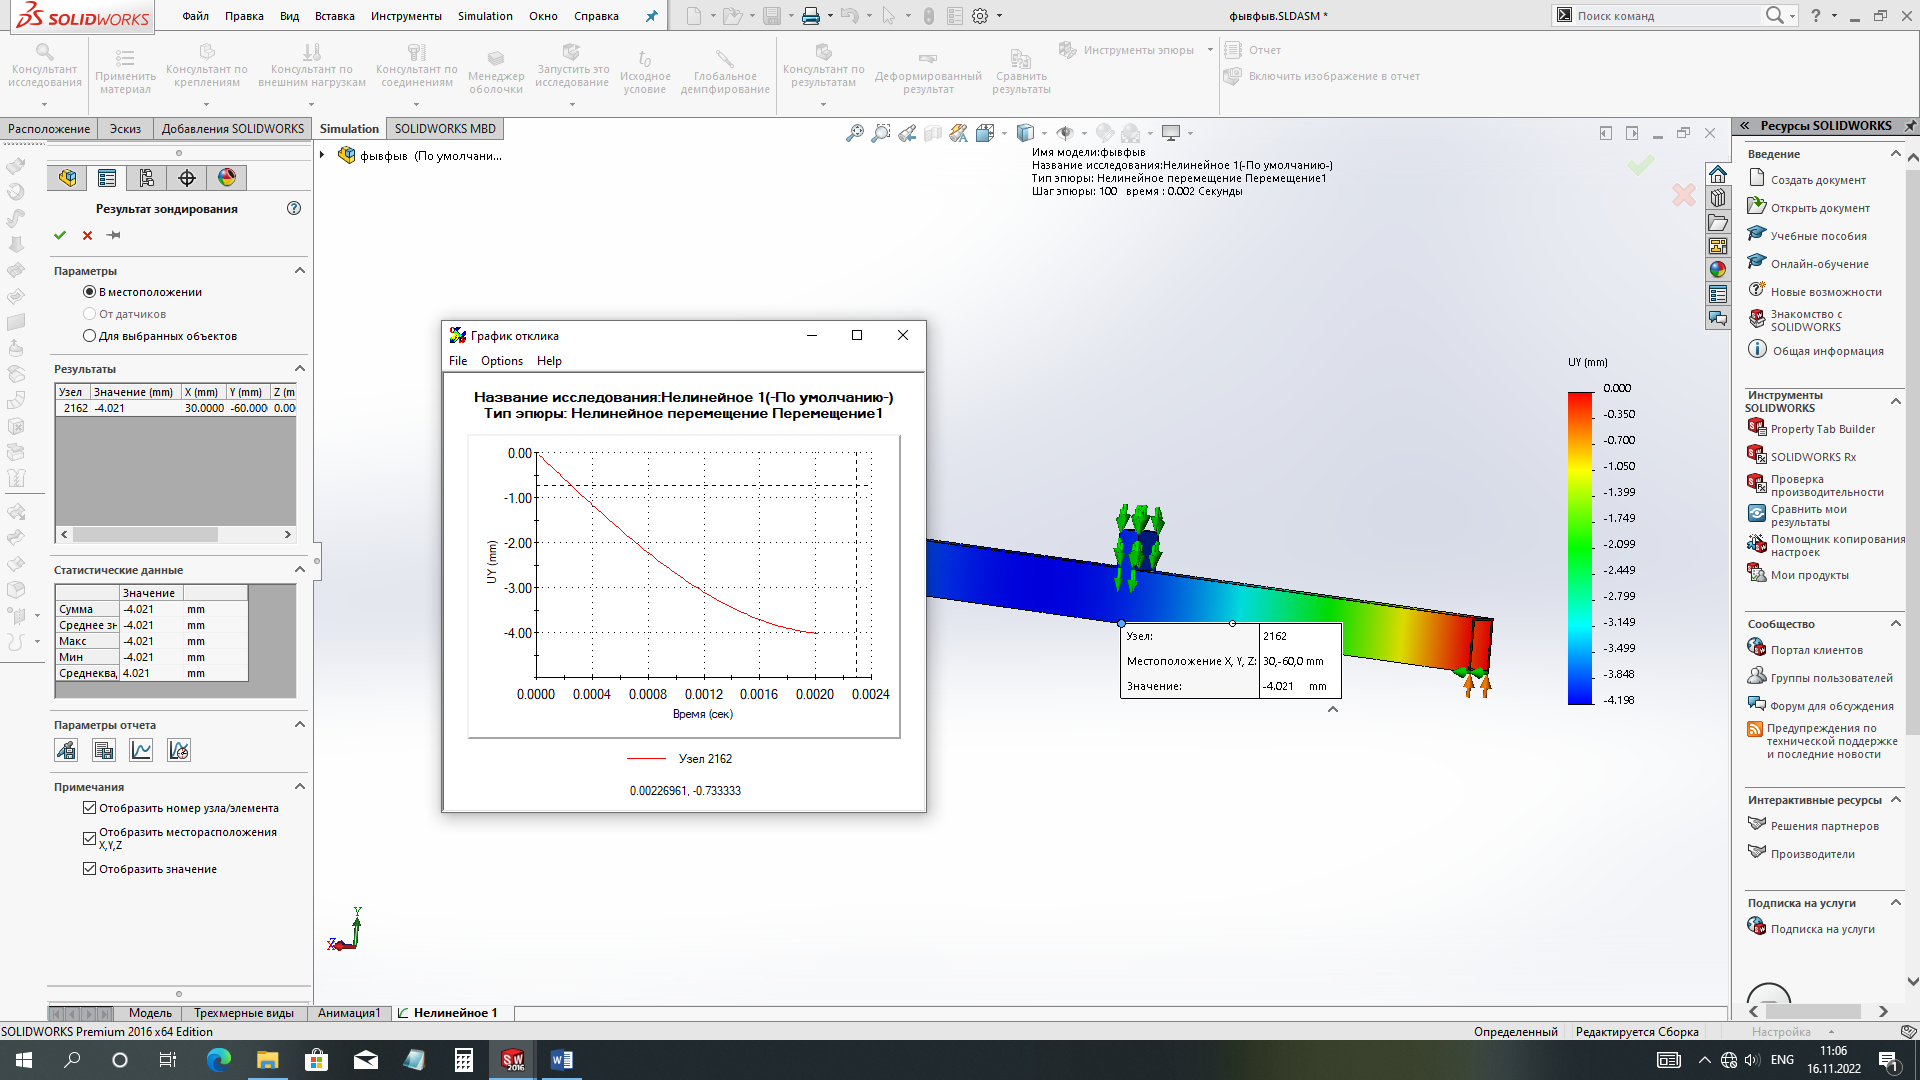 SOLIDWORKS
Файл Правка Вид Вставка Инструменты Simulation Окно Справка
фывфыв.SLDASM *
Поиск команд
Консультант исследования
Применить материал
Консультант по креплениям
Консультант по внешним нагрузкам
Консультант по соединениям
Менеджер оболочки
Запустить это исследование
Исходное условие
Глобальное демпфирование
Консультант по результатам
Деформированный результат
Сравнить результаты
Инструменты эпюры
Отчет
Включить изображение в отчет
Расположение Эскиз Добавления SOLIDWORKS Simulation SOLIDWORKS MBD
Результат зондирования
Параметры
В местоположении
От датчиков
Для выбранных объектов
Результаты
Узел Значение (mm) X (mm) Y (mm) Z (m
2162 -4.021 30.0000 -60.000 0.00
Статистические данные
Значение
Сумма -4.021 mm
Среднее зн -4.021 mm
Макс -4.021 mm
Мин -4.021 mm
Среднеква, 4.021 mm
Параметры отчета
Примечания
Отобразить номер узла/элемента
Отобразить месторасположения
X,Y,Z
Отобразить значение
фывфыв (По умолчани...
Имя модели:фывфыв
Название исследования:Нелинейное 1(-По умолчанию-)
Тип эпюры: Нелинейное перемещение Перемещение1
Шаг эпюры: 100 время : 0.002 Секунды
График отклика
File Options Help
Название исследования:Нелинейное 1(-По умолчанию-)
Тип эпюры: Нелинейное перемещение Перемещение1
0.00
-1.00
-2.00
-3.00
-4.00
UY (mm)
0.0000 0.0004 0.0008 0.0012 0.0016 0.0020 0.0024
Время (сек)
Узел 2162
0.00226961, -0.733333
Узел: 2162
Местоположение X, Y, Z: 30,-60,0 mm
Значение: -4.021 mm
UY (mm)
0.000
-0.350
-0.700
-1.050
-1.399
-1.749
-2.099
-2.449
-2.799
-3.149
-3.499
-3.848
-4.198
Y
Z
X
Ресурсы SOLIDWORKS
Введение
Создать документ
Открыть документ
Учебные пособия
Онлайн-обучение
Новые возможности
Знакомство с
SOLIDWORKS
Общая информация
Инструменты
SOLIDWORKS
Property Tab Builder
SOLIDWORKS Rx
Проверка
производительности
Сравнить мои
результаты
Помощник копирования
настроек
Мои продукты
Сообщество
Портал клиентов
Группы пользователей
Форум для обсуждения
Предупреждения по
технической поддержке
и последние новости
Интерактивные ресурсы
Решения партнеров
Производители
Подписка на услуги
Подписка на услуги
Модель Трехмерные виды Анимация1 Нелинейное 1
SOLIDWORKS Premium 2016 x64 Edition
Определенный Редактируется Сборка Настройка
SW
2016
ENG
11:06
16.11.2022
1